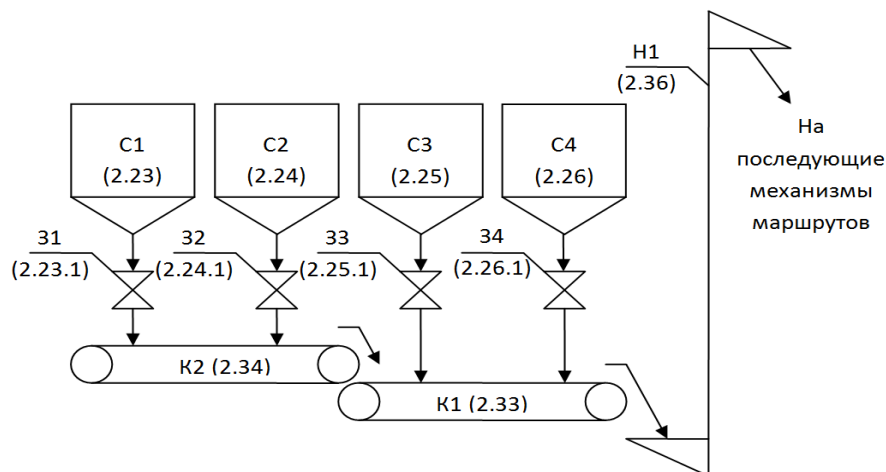 Н1
(2.36)
На
последующие
механизмы
маршрутов
С1
(2.23)
С2
(2.24)
С3
(2.25)
С4
(2.26)
З1
(2.23.1)
З2
(2.24.1)
З3
(2.25.1)
З4
(2.26.1)
К2 (2.34)
К1 (2.33)